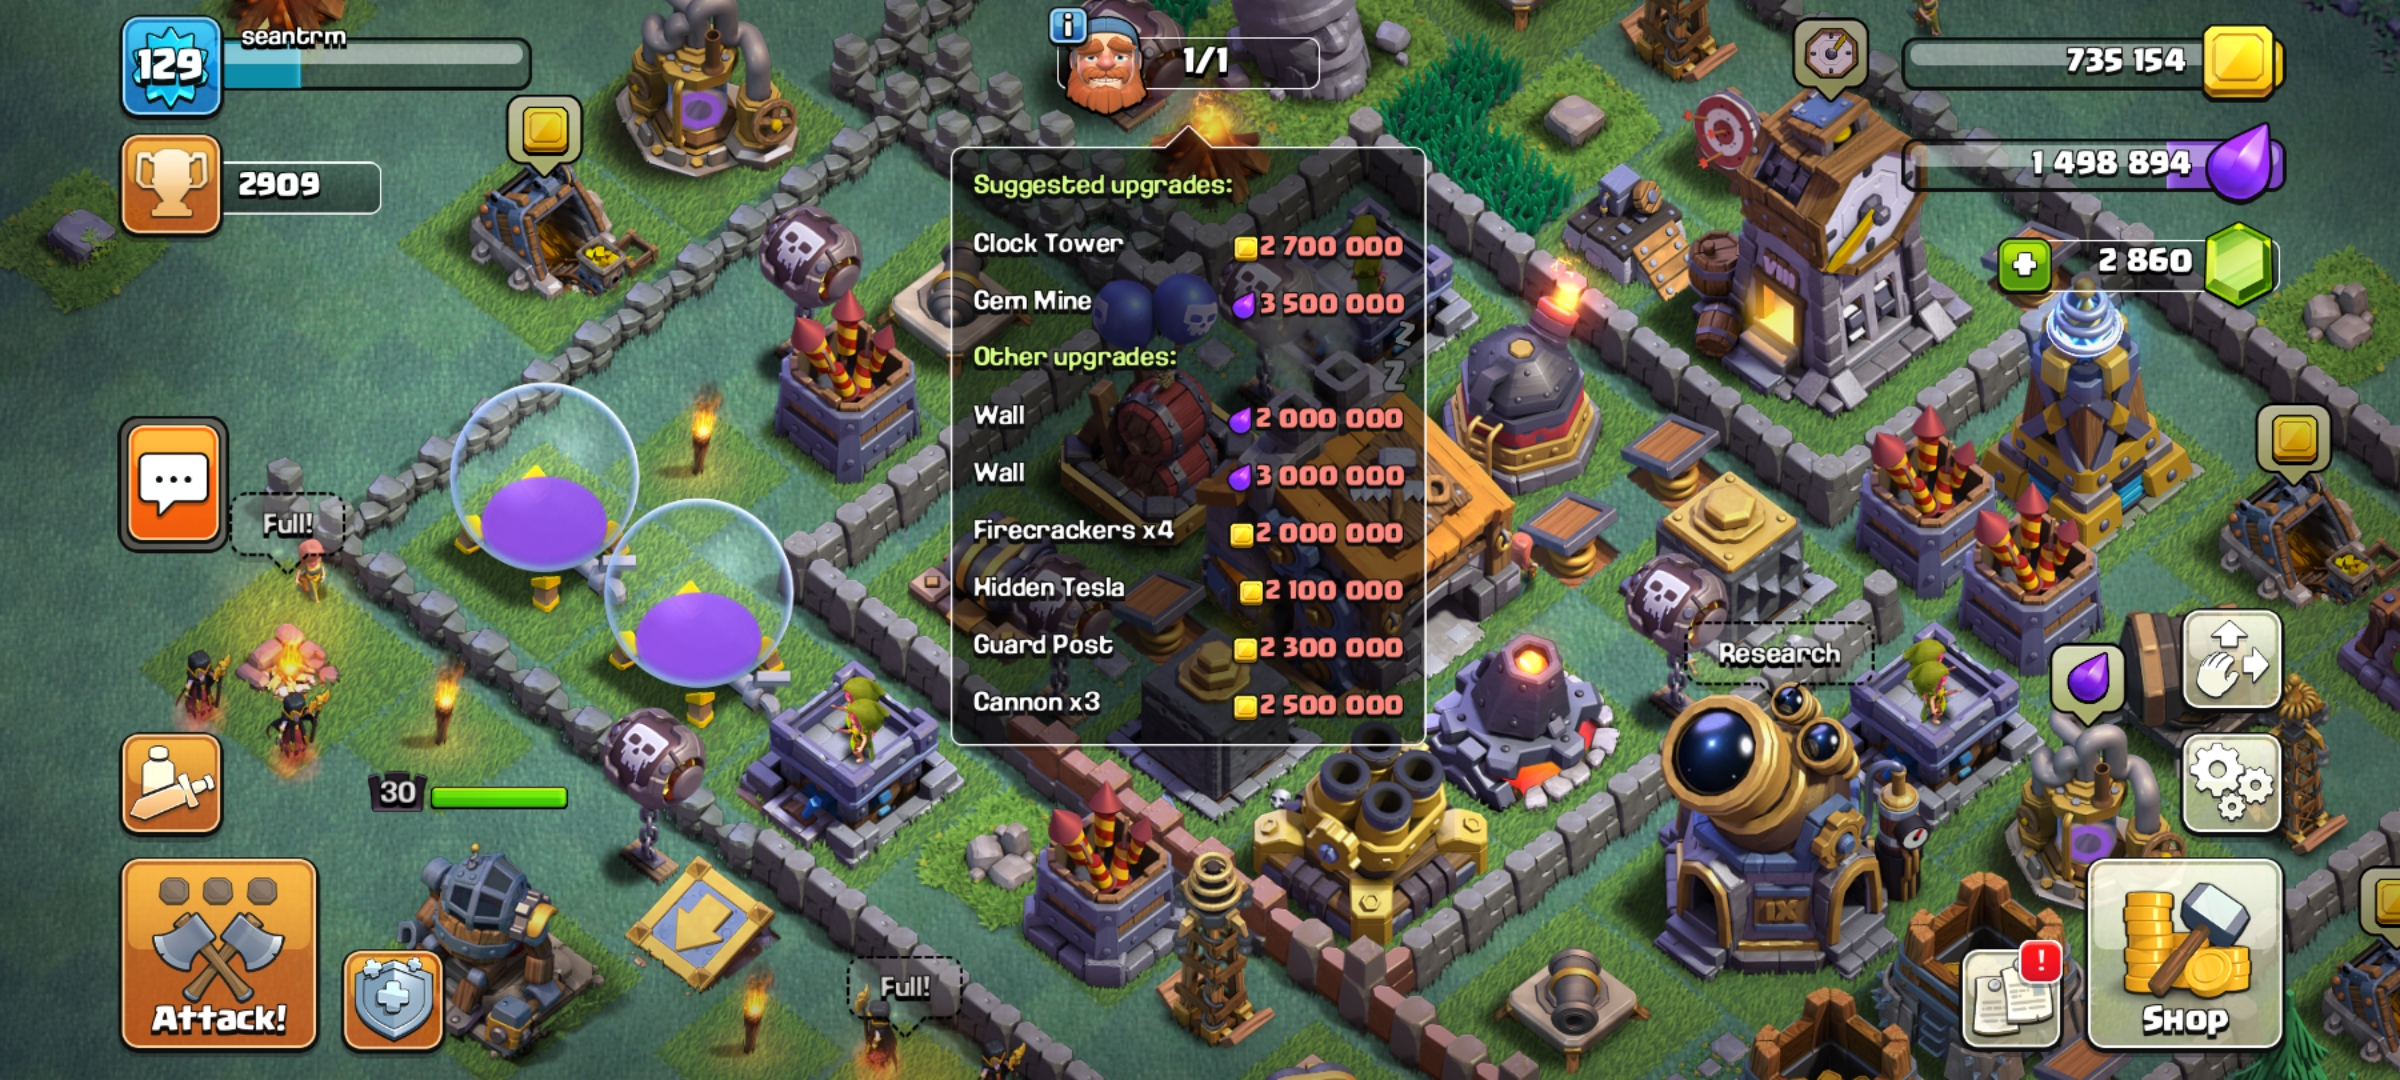 129
seantrm
2909
1/1
735 154
1 498 894
2 860
Suggested upgrades:
Clock Tower 2 700 000
Gem Mine 3 500 000
Other upgrades:
Wall 2 000 000
Wall 3 000 000
Firecrackers x4 2 000 000
Hidden Tesla 2 100 000
Guard Post 2 300 000
Cannon x3 2 500 000
z
z
VIII
Full!
Research
30
IX
Full!
Attack!
!
Shop